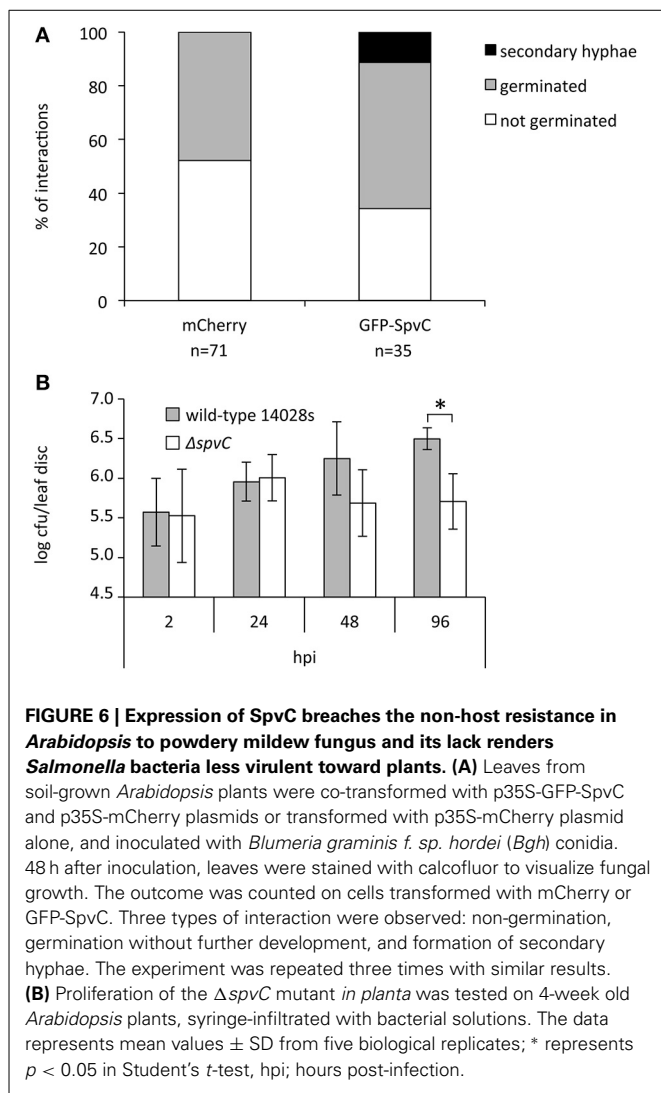 A
100
80
60
40
20
0
% of interactions
secondary hyphae
germinated
not germinated
mCherry
n=71
GFP-SpvC
n=35
B
7.0
6.5
6.0
5.5
5.0
4.5
log cfu/leaf disc
wild-type 14028s
ΔspvC
*
2
24
48
96
hpi
FIGURE 6 | Expression of SpvC breaches the non-host resistance in
Arabidopsis to powdery mildew fungus and its lack renders
Salmonella bacteria less virulent toward plants. (A) Leaves from
soil-grown Arabidopsis plants were co-transformed with p35S-GFP-SpvC
and p35S-mCherry plasmids or transformed with p35S-mCherry plasmid
alone, and inoculated with Blumeria graminis f. sp. hordei (Bgh) conidia.
48 h after inoculation, leaves were stained with calcofluor to visualize fungal
growth. The outcome was counted on cells transformed with mCherry or
GFP-SpvC. Three types of interaction were observed: non-germination,
germination without further development, and formation of secondary
hyphae. The experiment was repeated three times with similar results.
(B) Proliferation of the ΔspvC mutant in planta was tested on 4-week old
Arabidopsis plants, syringe-infiltrated with bacterial solutions. The data
represents mean values ± SD from five biological replicates; * represents
p < 0.05 in Student's t-test, hpi; hours post-infection.